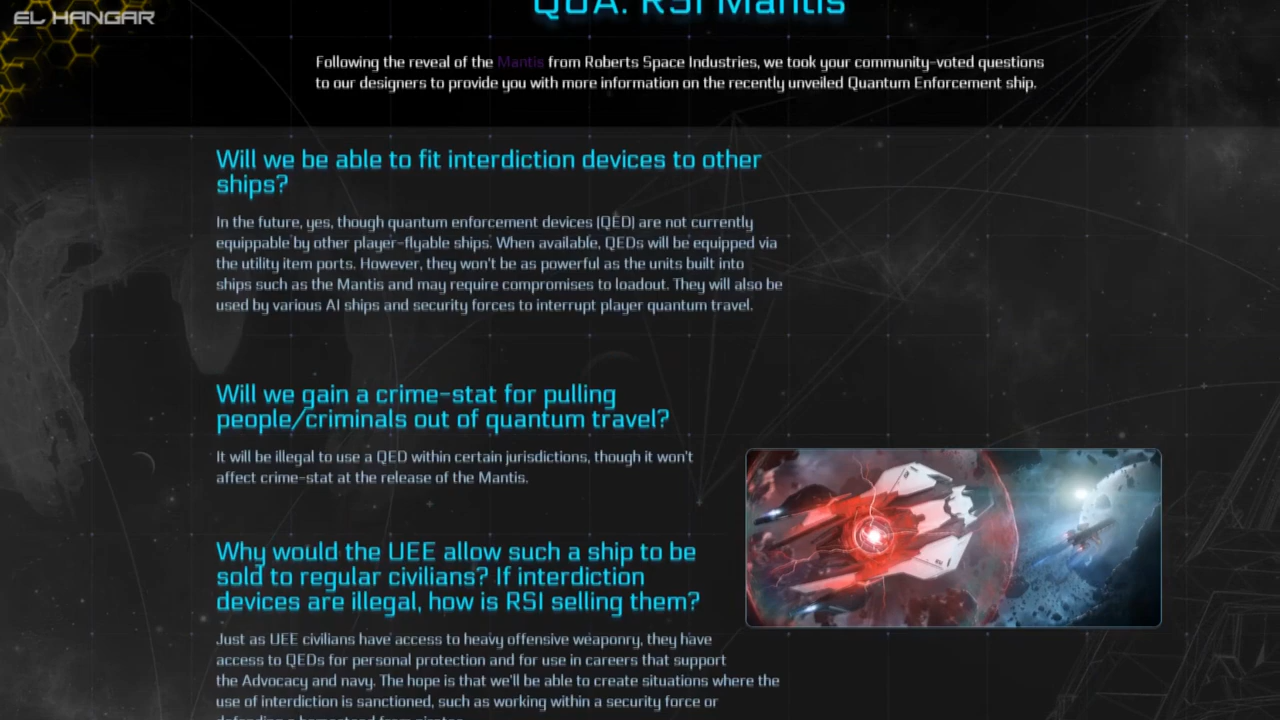 EL HANGAR
Q&A: RSI Mantis
Following the reveal of the Mantis from Roberts Space Industries, we took your community-voted questions
to our designers to provide you with more information on the recently unveiled Quantum Enforcement ship.
Will we be able to fit interdiction devices to other
ships?
In the future, yes, though quantum enforcement devices (QED) are not currently
equippable by other player-flyable ships. When available, QEDs will be equipped via
the utility item ports. However, they won't be as powerful as the units built into
ships such as the Mantis and may require compromises to loadout. They will also be
used by various AI ships and security forces to interrupt player quantum travel.
Will we gain a crime-stat for pulling
people/criminals out of quantum travel?
It will be illegal to use a QED within certain jurisdictions, though it won't
affect crime-stat at the release of the Mantis.
Why would the UEE allow such a ship to be
sold to regular civilians? If interdiction
devices are illegal, how is RSI selling them?
Just as UEE civilians have access to heavy offensive weaponry, they have
access to QEDs for personal protection and for use in careers that support
the Advocacy and navy. The hope is that we'll be able to create situations where the
use of interdiction is sanctioned, such as working within a security force or